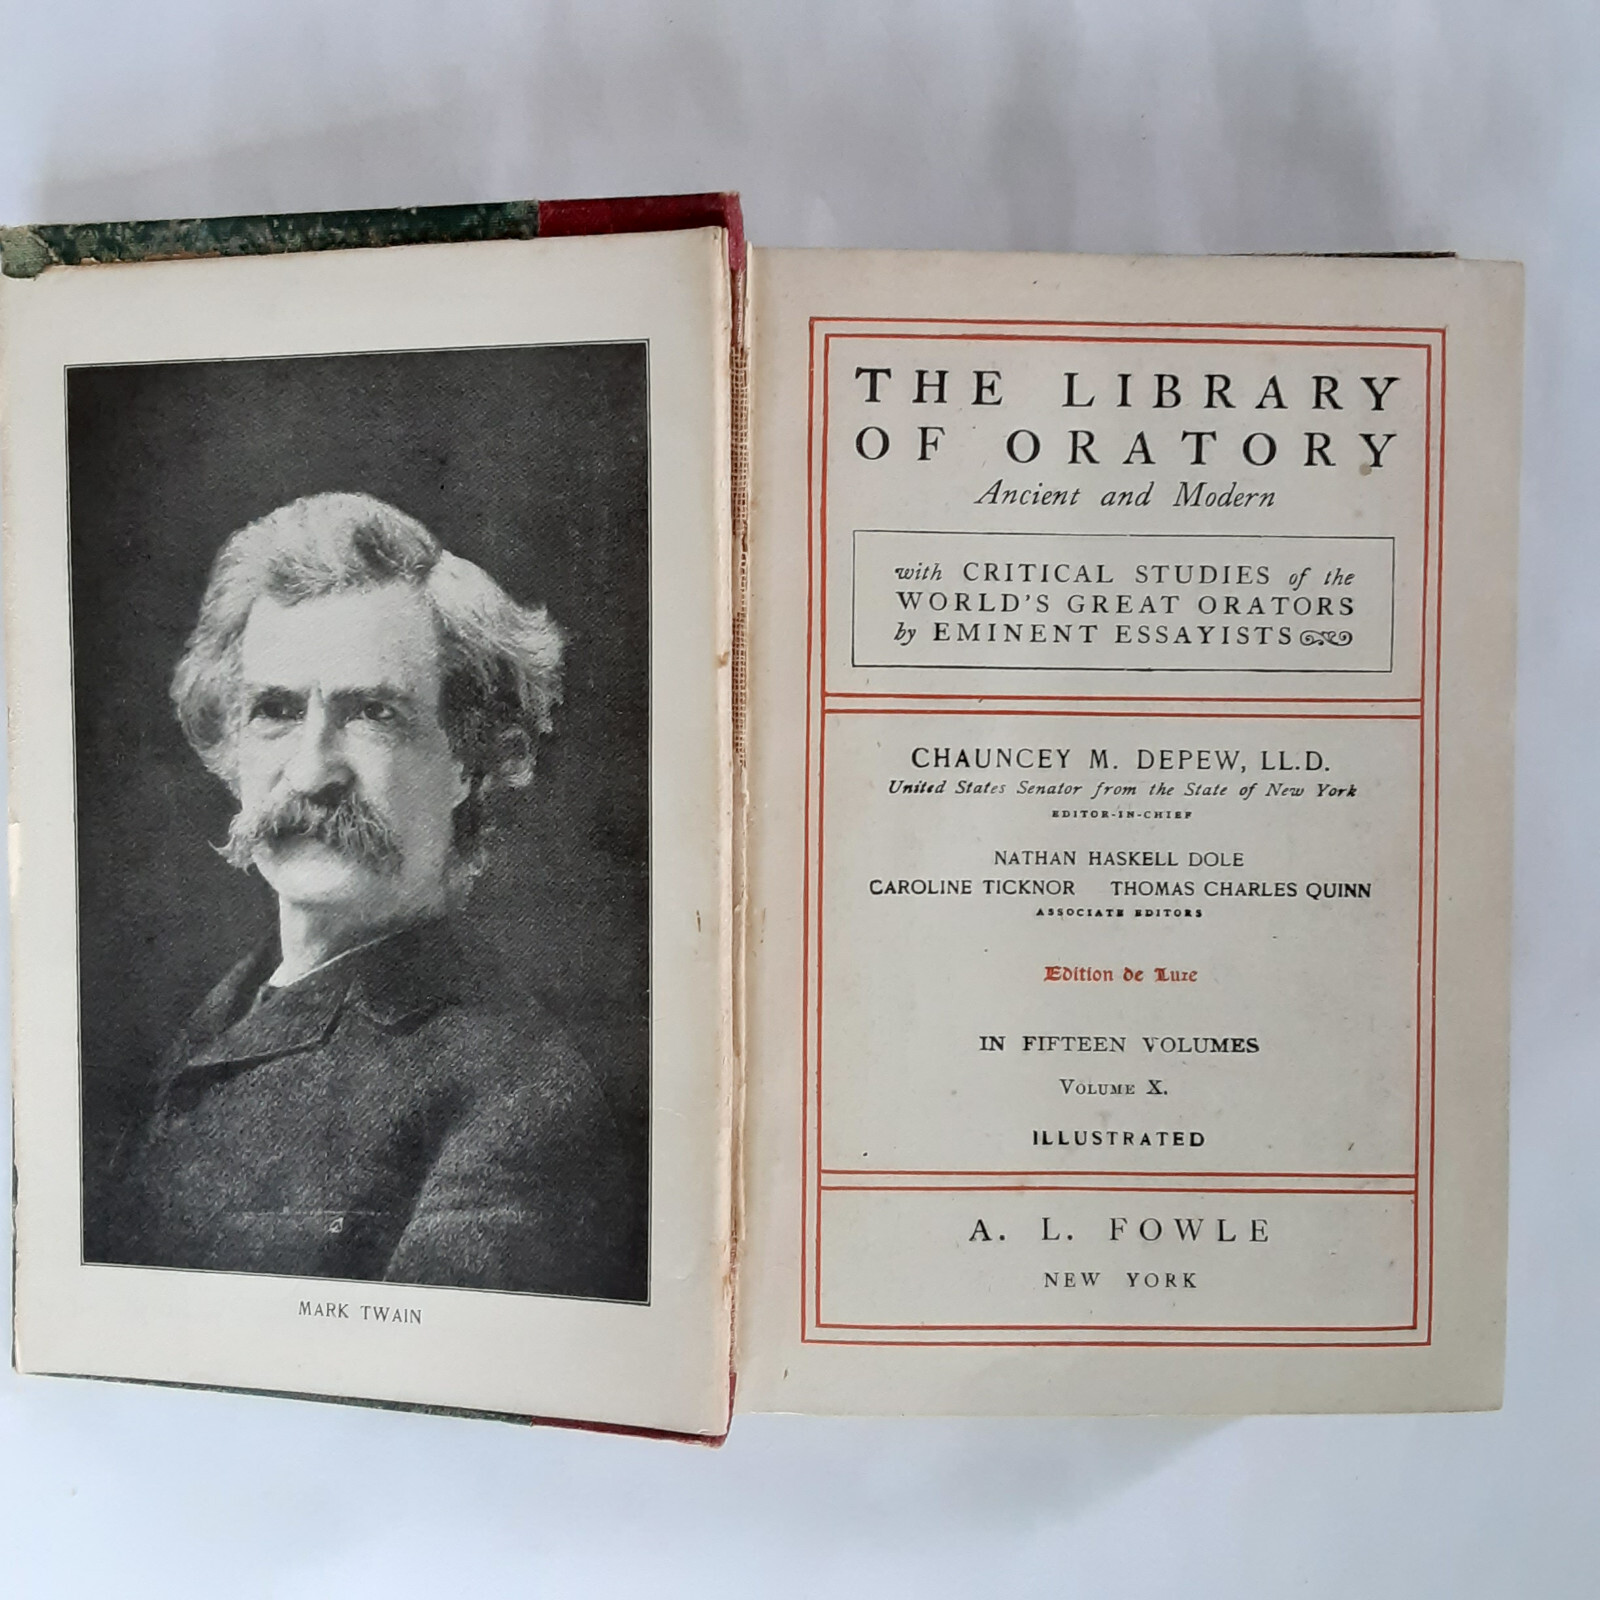 MARK TWAIN
THE LIBRARY
OF ORATORY
Ancient and Modern
with CRITICAL STUDIES of the
WORLD'S GREAT ORATORS
by EMINENT ESSAYISTS
CHAUNCEY M. DEPEW, LL.D.
United States Senator from the State of New York
EDITOR-IN-CHIEF
NATHAN HASKELL DOLE
CAROLINE TICKNOR THOMAS CHARLES QUINN
ASSOCIATE EDITORS
Edition de Luxe
IN FIFTEEN VOLUMES
VOLUME X.
ILLUSTRATED
A. L. FOWLE
NEW YORK